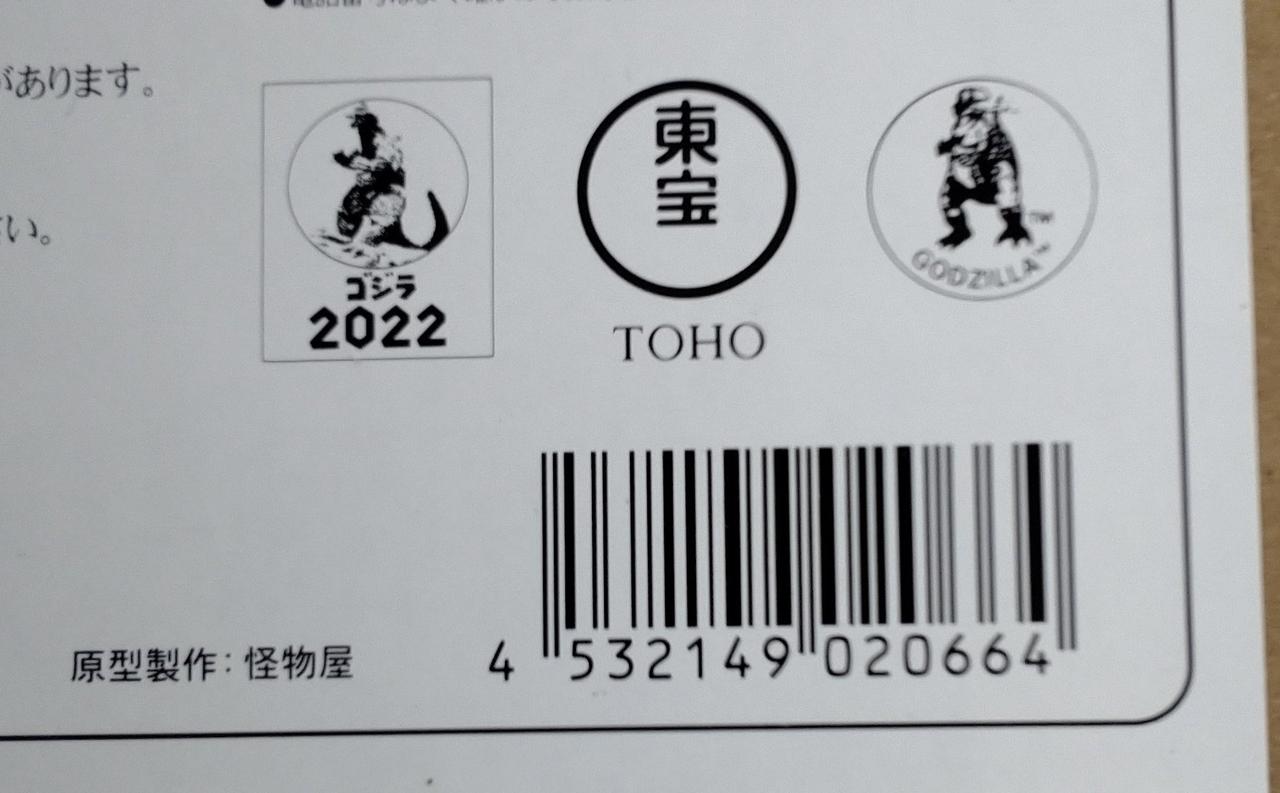 があります。
い。
ゴジラ
2022
東宝
TOHO
TM
GODZILLA
原型製作：怪物屋
4 532149 020664